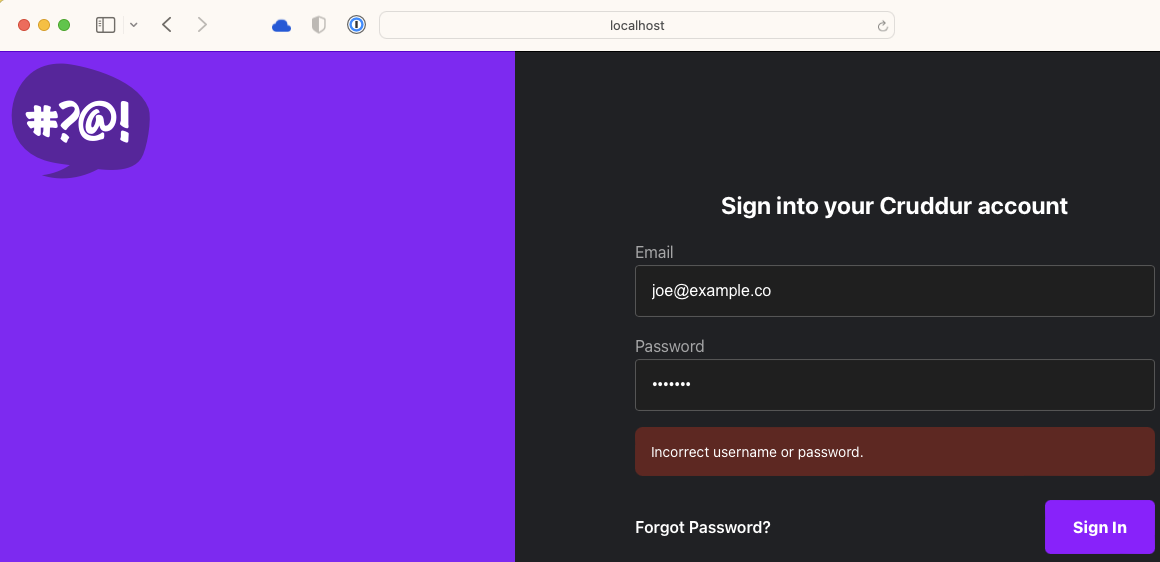 localhost
#?@!
Sign into your Cruddur account
Email
joe@example.co
Password
•••••••
Incorrect username or password.
Forgot Password?
Sign In